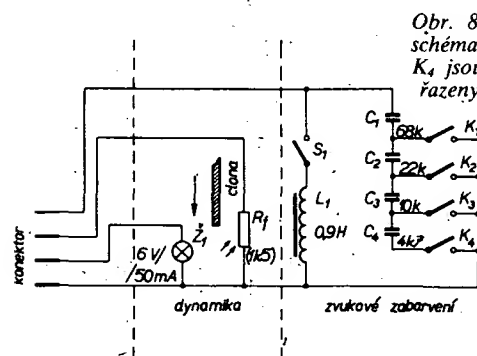 Obr. 8
schéma
K₄ jsou
řazeny
C₁
68k
K₁
S₁
C₂
22k
K₂
clona
L₁
C₃
10k
K₃
Rf
0,9H
(1k5)
C₄
4k7
K₄
Ž₁
6 V/
/50mA
konektor
dynamika
zvukové zabarvení